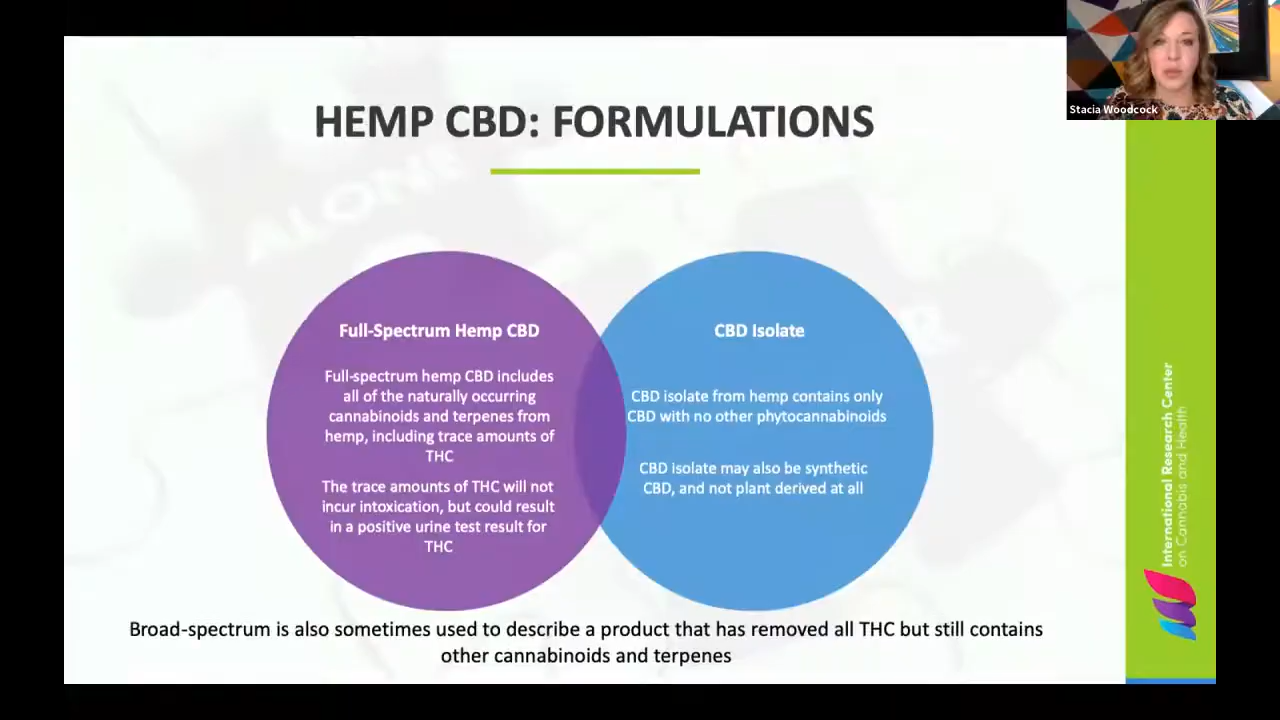 Stacia Woodcock
HEMP CBD: FORMULATIONS
ALONE
Full-Spectrum Hemp CBD
Full-spectrum hemp CBD includes
all of the naturally occurring
cannabinoids and terpenes from
hemp, including trace amounts of
THC
The trace amounts of THC will not
incur intoxication, but could result
in a positive urine test result for
THC
CBD Isolate
CBD isolate from hemp contains only
CBD with no other phytocannabinoids
CBD isolate may also be synthetic
CBD, and not plant derived at all
Broad-spectrum is also sometimes used to describe a product that has removed all THC but still contains
other cannabinoids and terpenes
International Research Center
on Cannabis and Health